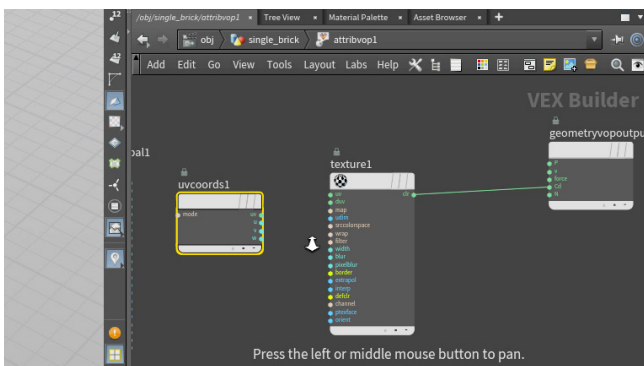 /obj/single_brick/attribvop1 × Tree View × Material Palette × Asset Browser × +
obj single_brick attribvop1
Add Edit Go View Tools Layout Labs Help
VEX Builder
bal1
uvcoords1
mode
uv
u
v
w
texture1
uv
duv
map
udim
srccolorspace
wrap
filter
width
blur
pixelblur
border
extrapol
interp
defclr
channel
ptexface
orient
clr
geometryvopoutpu
P
v
force
Cd
N
Press the left or middle mouse button to pan.